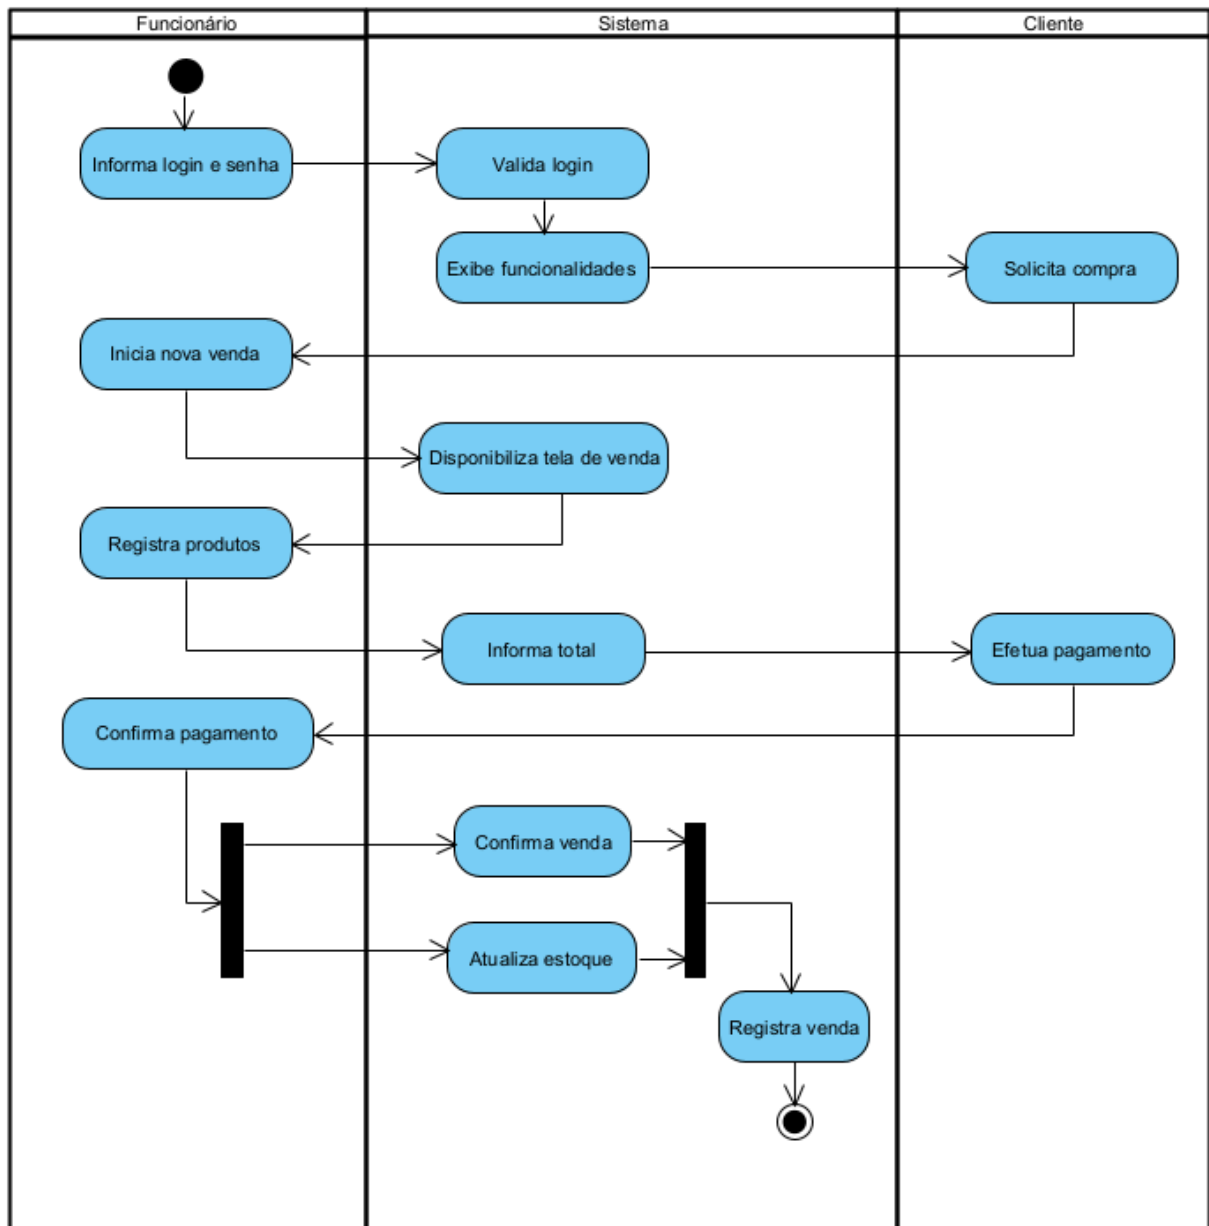 Funcionário
Sistema
Cliente
Informa login e senha
Valida login
Exibe funcionalidades
Solicita compra
Inicia nova venda
Disponibiliza tela de venda
Registra produtos
Informa total
Efetua pagamento
Confirma pagamento
Confirma venda
Atualiza estoque
Registra venda